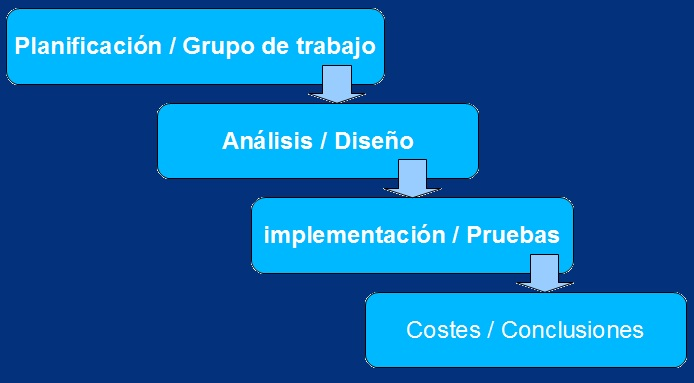 Planificación / Grupo de trabajo
Análisis / Diseño
implementación / Pruebas
Costes / Conclusiones